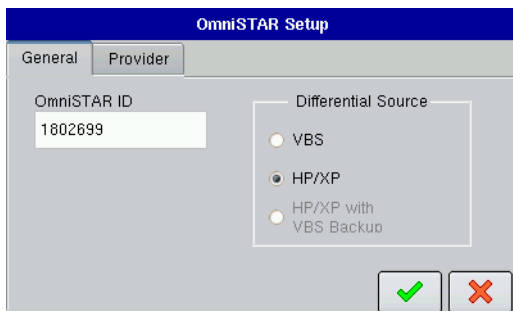 OmniSTAR Setup
General
Provider
OmniSTAR ID
1802699
Differential Source
VBS
HP/XP
HP/XP with
VBS Backup